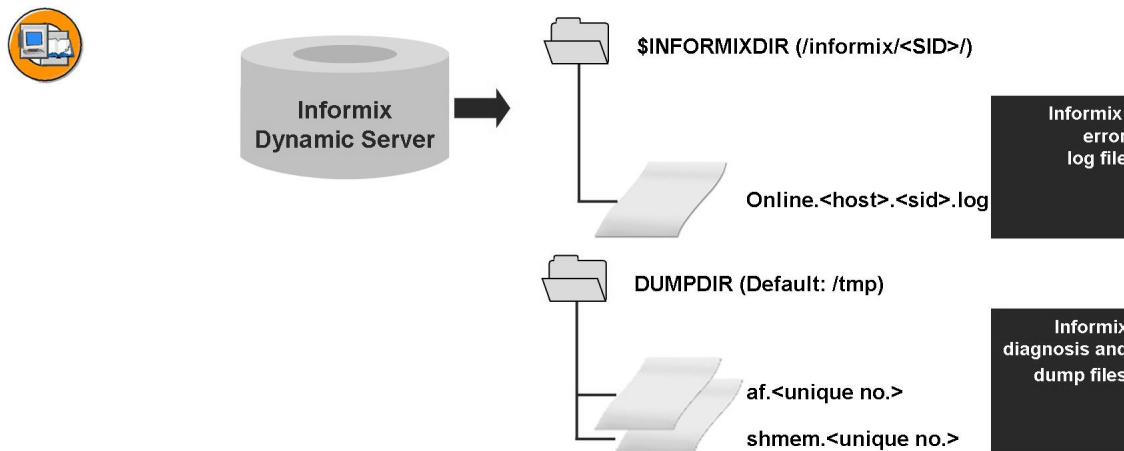 Informix
Dynamic Server
$INFORMIXDIR (/informix/<SID>/)
Online.<host>.<sid>.log
Informix
error
log file
DUMPDIR (Default: /tmp)
af.<unique no.>
shmem.<unique no.>
Informix
diagnosis and
dump files